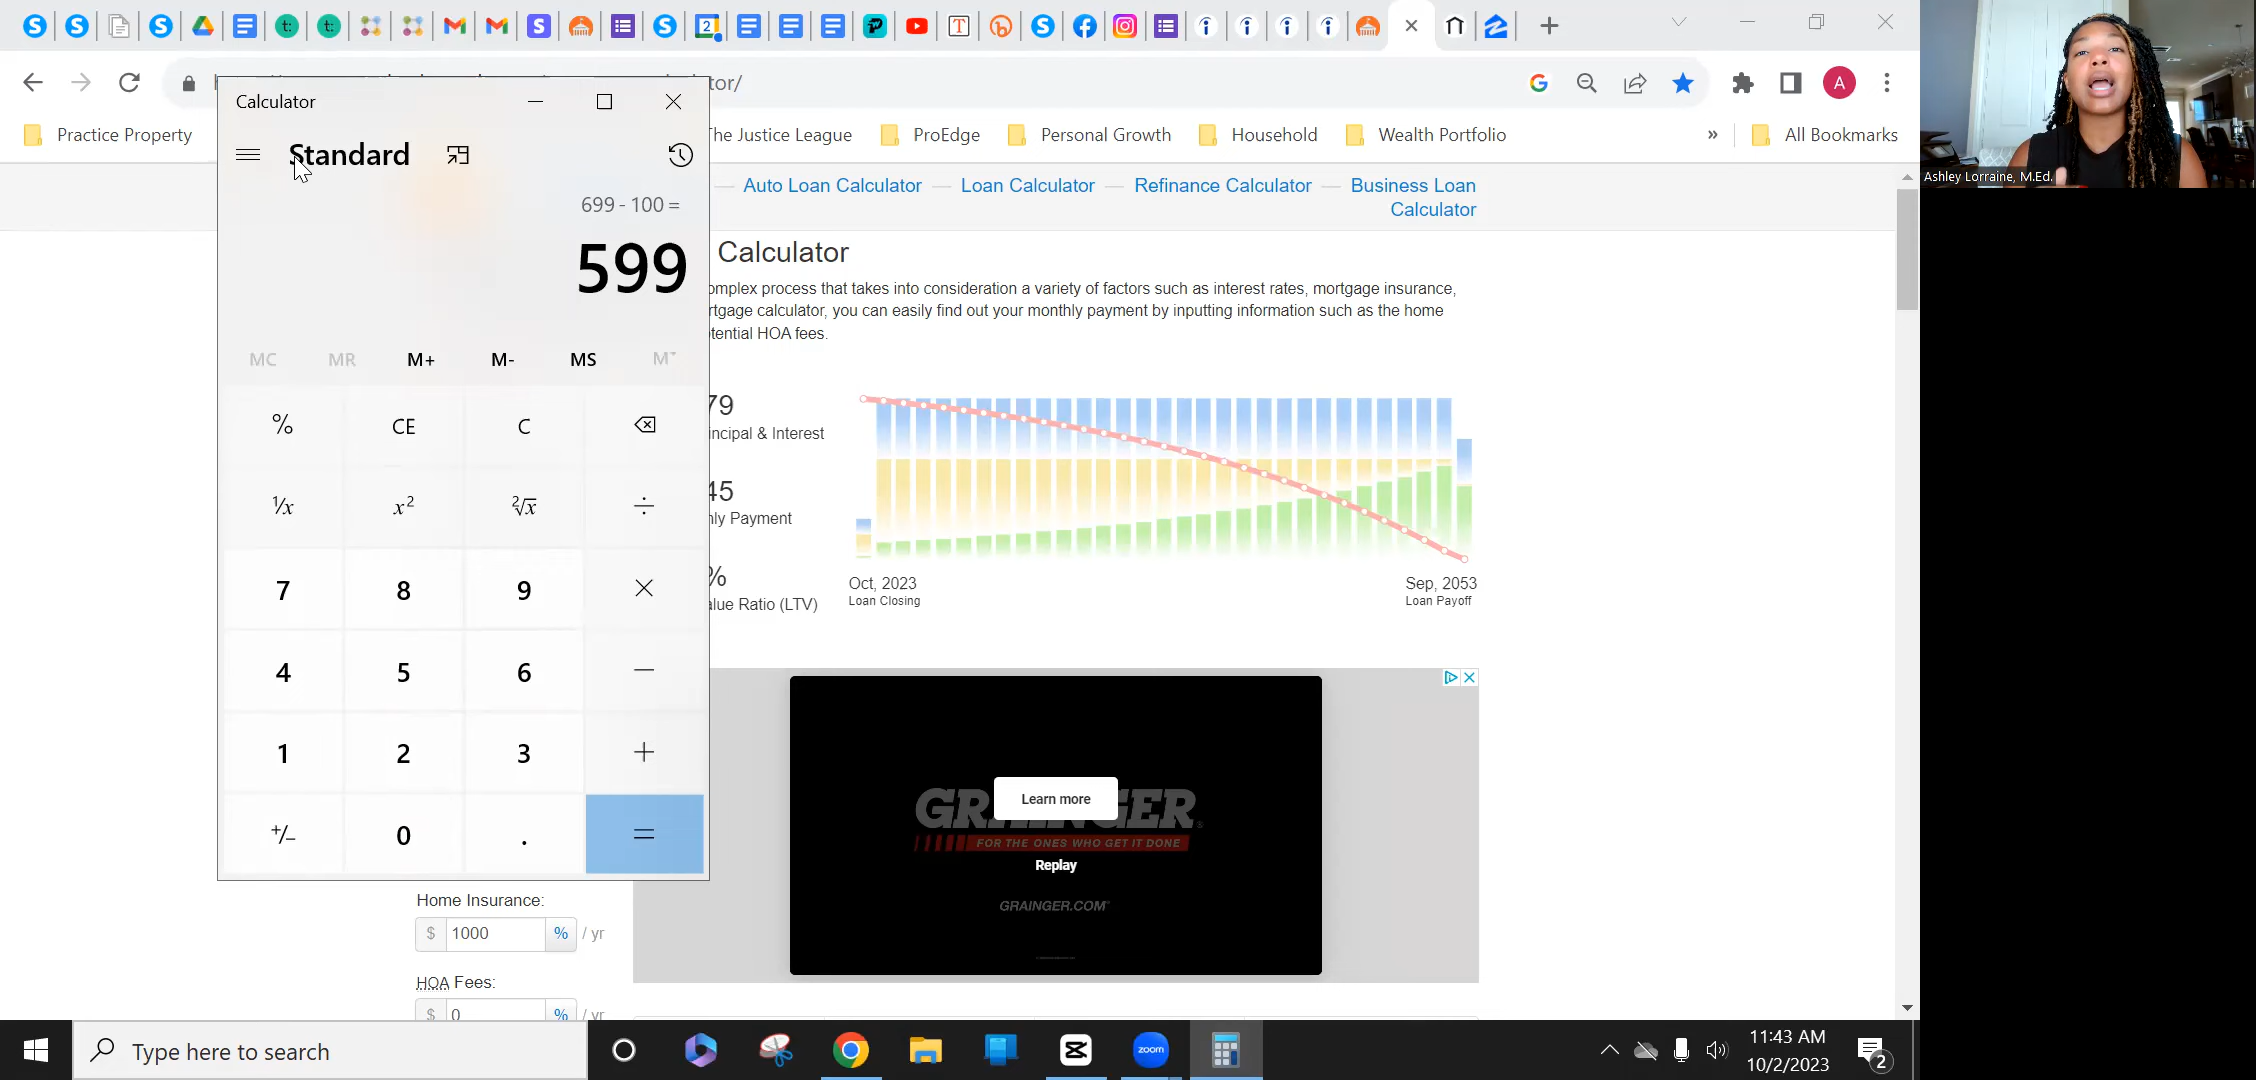 tor/
A
Practice Property
The Justice League
ProEdge
Personal Growth
Household
Wealth Portfolio
»
All Bookmarks
Ashley Lorraine, M.Ed.
Calculator
Standard
699 - 100 =
599
MC MR M+ M- MS M
% CE C
1/x x² ²√x ÷
7 8 9 ×
4 5 6 −
1 2 3 +
+/− 0 . =
Auto Loan Calculator — Loan Calculator — Refinance Calculator — Business Loan
Calculator
Calculator
omplex process that takes into consideration a variety of factors such as interest rates, mortgage insurance,
rtgage calculator, you can easily find out your monthly payment by inputting information such as the home
tential HOA fees.
79
incipal & Interest
45
hly Payment
%
alue Ratio (LTV)
Oct, 2023
Loan Closing
Sep, 2053
Loan Payoff
Learn more
FOR THE ONES WHO GET IT DONE
Replay
GRAINGER.COM
Home Insurance:
$ 1000 % / yr
HOA Fees:
$ 0 % / yr
Type here to search
zoom
11:43 AM
10/2/2023
2